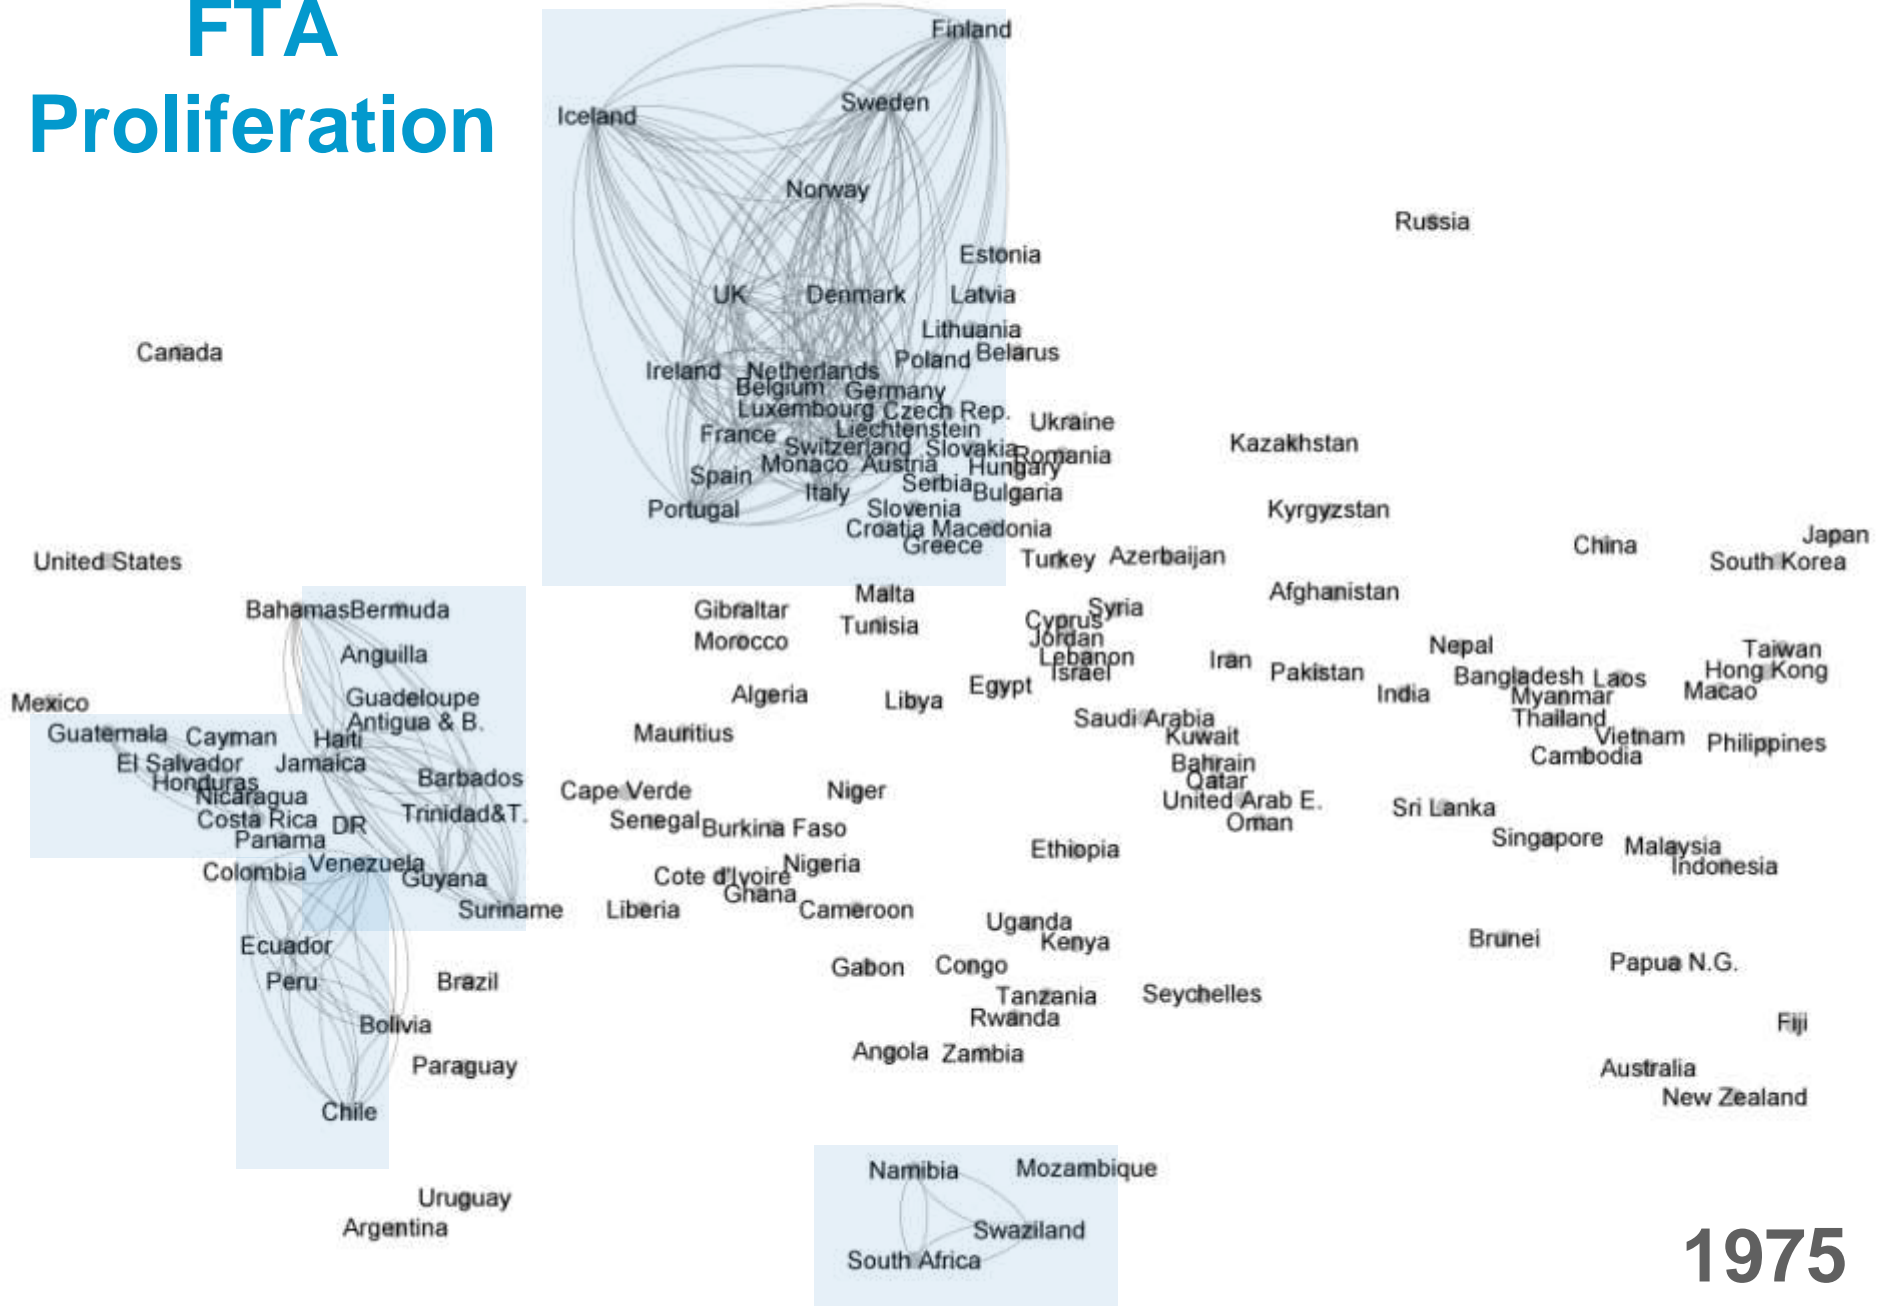 FTA
Proliferation
Finland
Sweden
Iceland
Norway
Russia
Estonia
UK
Denmark
Latvia
Lithuania
Canada
Poland
Belarus
Ireland
Netherlands
Belgium
Germany
Luxembourg
Czech Rep.
Ukraine
France
Liechtenstein
Kazakhstan
Switzerland
Slovakia
Romania
Monaco
Austria
Hungary
Spain
Serbia
Italy
Bulgaria
Portugal
Slovenia
Kyrgyzstan
Croatia
Macedonia
Greece
Japan
China
United States
Turkey
Azerbaijan
South Korea
Malta
Afghanistan
Bahamas
Bermuda
Gibraltar
Syria
Tunisia
Cyprus
Morocco
Jordan
Nepal
Taiwan
Anguilla
Lebanon
Iran
Israel
Pakistan
Hong Kong
Bangladesh
Laos
Egypt
Macao
Mexico
Guadeloupe
Algeria
Libya
India
Myanmar
Antigua & B.
Saudi Arabia
Thailand
Guatemala
Cayman
Haiti
Mauritius
Kuwait
Vietnam
Philippines
El Salvador
Jamaica
Bahrain
Cambodia
Honduras
Barbados
Qatar
Nicaragua
Cape Verde
Niger
United Arab E.
Sri Lanka
Costa Rica
DR
Trinidad&T.
Senegal
Burkina Faso
Oman
Panama
Singapore
Malaysia
Ethiopia
Venezuela
Colombia
Nigeria
Indonesia
Guyana
Cote d'Ivoire
Ghana
Suriname
Liberia
Cameroon
Uganda
Ecuador
Kenya
Brunei
Gabon
Congo
Papua N.G.
Peru
Brazil
Tanzania
Seychelles
Rwanda
Bolivia
Fiji
Angola
Zambia
Paraguay
Australia
New Zealand
Chile
Namibia
Mozambique
Uruguay
Argentina
Swaziland
South Africa
1975